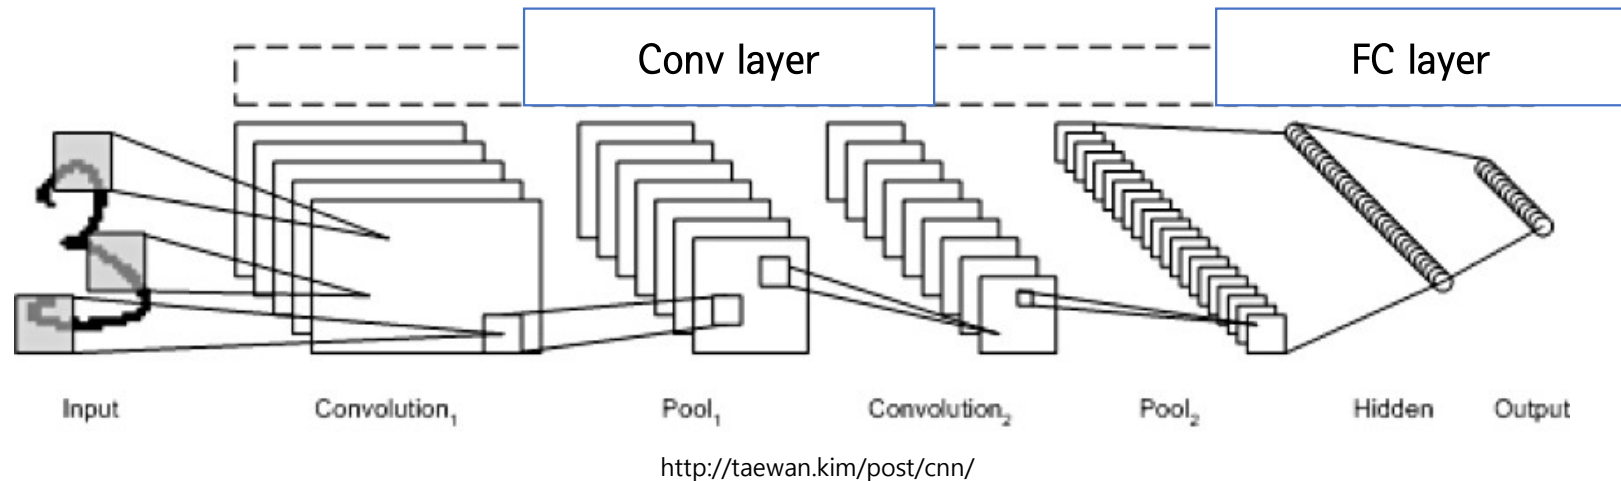 Conv layer
FC layer
Input
Convolution1
Pool1
Convolution2
Pool2
Hidden
Output
http://taewan.kim/post/cnn/